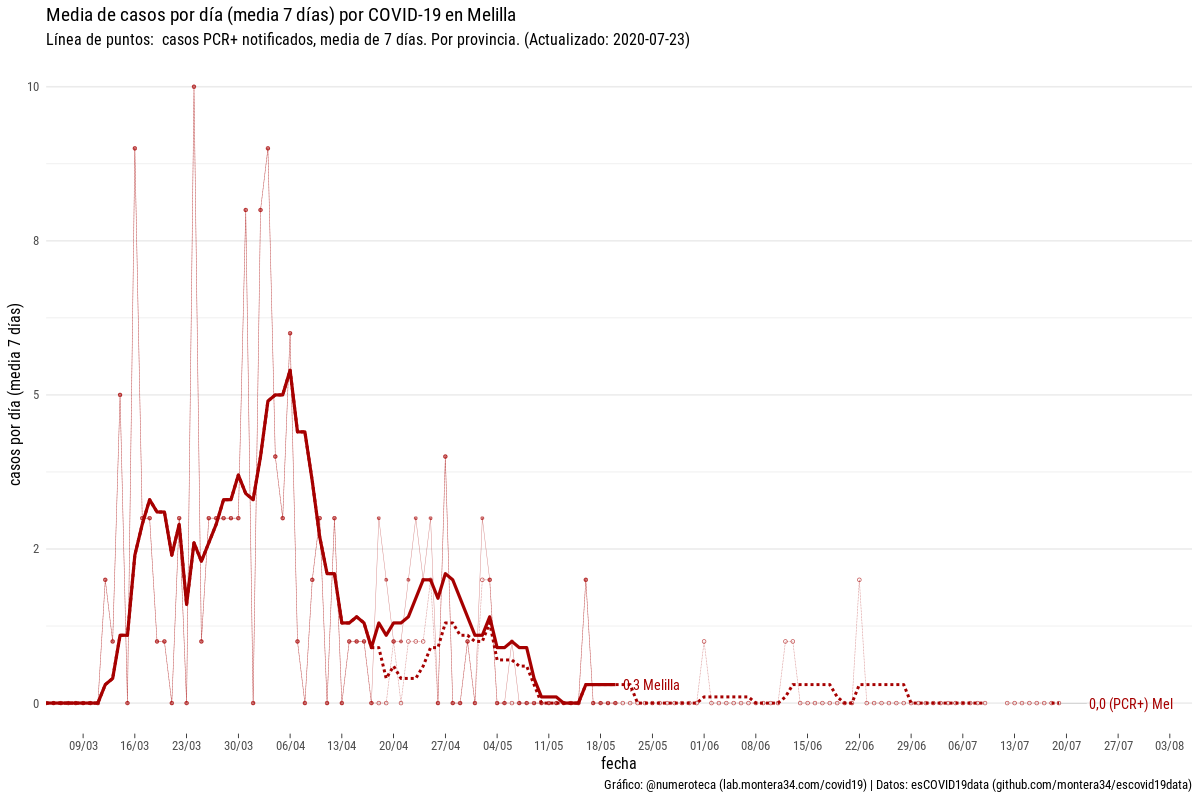 Media de casos por día (media 7 días) por COVID-19 en Melilla
Línea de puntos:  casos PCR+ notificados, media de 7 días. Por provincia. (Actualizado: 2020-07-23)
casos por día (media 7 días)
10
8
5
2
0
0,3 Melilla
0,0 (PCR+) Mel
09/03 16/03 23/03 30/03 06/04 13/04 20/04 27/04 04/05 11/05 18/05 25/05 01/06 08/06 15/06 22/06 29/06 06/07 13/07 20/07 27/07 03/08
fecha
Gráfico: @numeroteca (lab.montera34.com/covid19) | Datos: esCOVID19data (github.com/montera34/escovid19data)